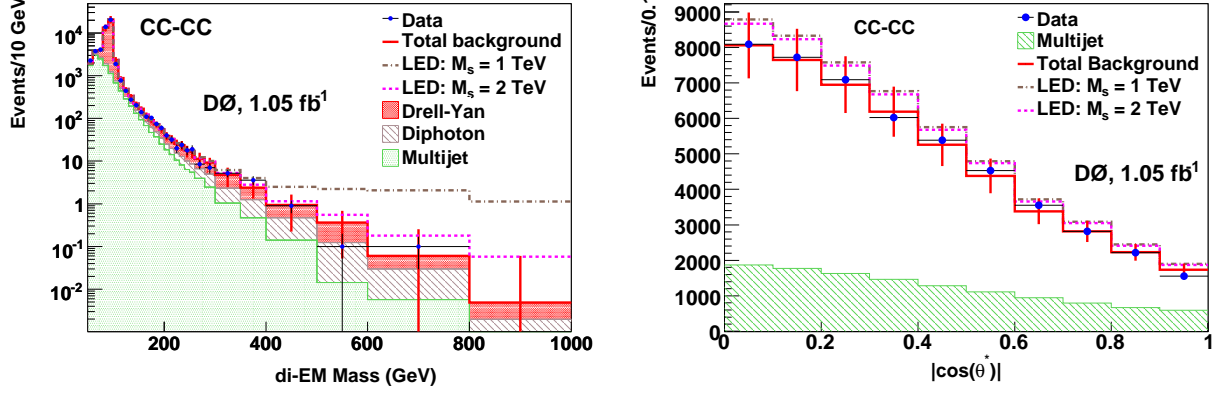 Events/10 GeV
10⁴
10³
10²
10
1
10⁻¹
10⁻²
CC-CC
DØ, 1.05 fb
Data
Total background
LED: Mₛ = 1 TeV
LED: Mₛ = 2 TeV
Drell-Yan
Diphoton
Multijet
200 400 600 800 1000
di-EM Mass (GeV)
Events/0.
9000
8000
7000
6000
5000
4000
3000
2000
1000
0
CC-CC
Data
Multijet
Total Background
LED: Mₛ = 1 TeV
LED: Mₛ = 2 TeV
DØ, 1.05 fb⁻¹
0 0.2 0.4 0.6 0.8 1
|cos(θ*)|